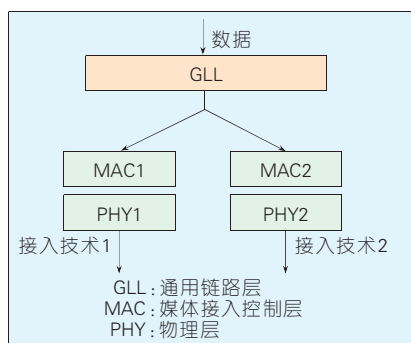 数据
GLL
MAC1 MAC2
PHY1 PHY2
接入技术1 接入技术2
GLL：通用链路层
MAC：媒体接入控制层
PHY：物理层